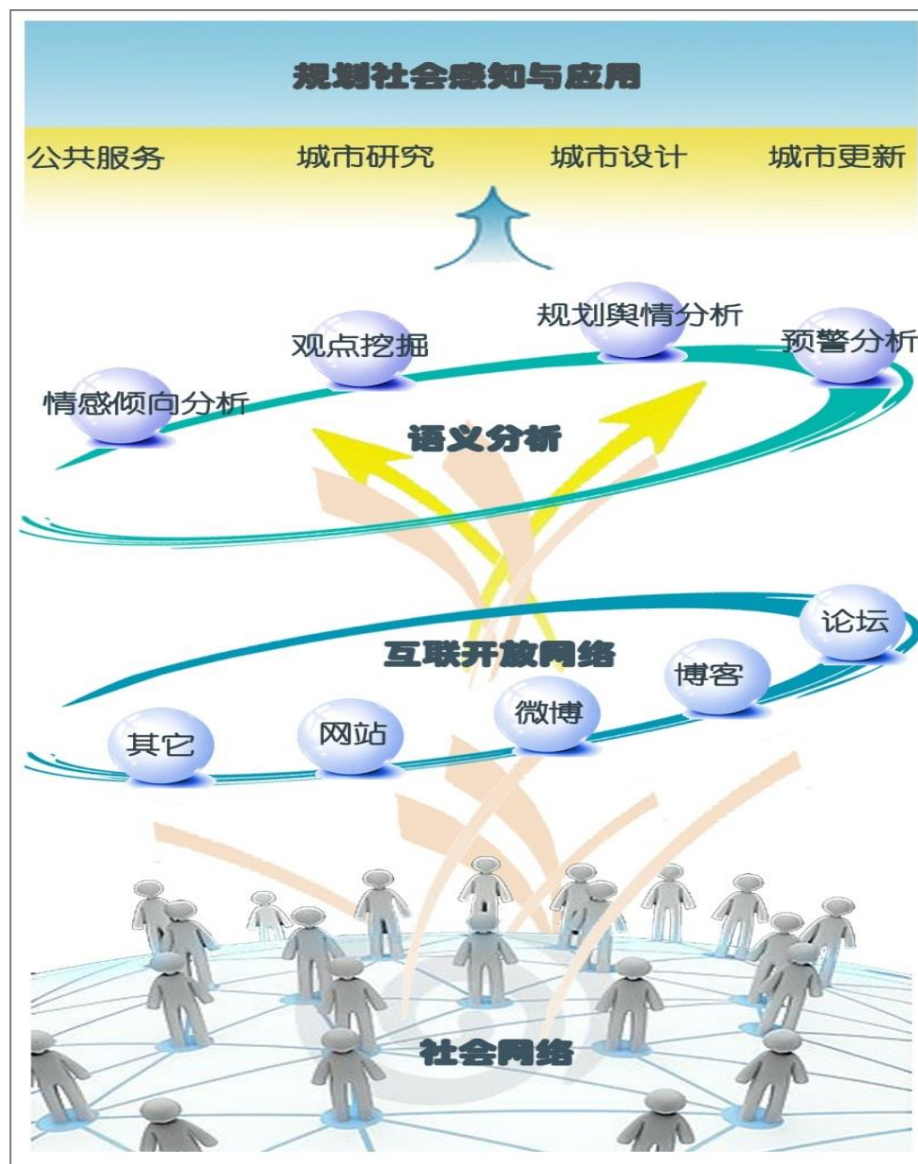 规划社会感知与应用
公共服务 城市研究 城市设计 城市更新
规划舆情分析
观点挖掘
预警分析
情感倾向分析
语义分析
论坛
互联开放网络
博客
微博
网站
其它
社会网络